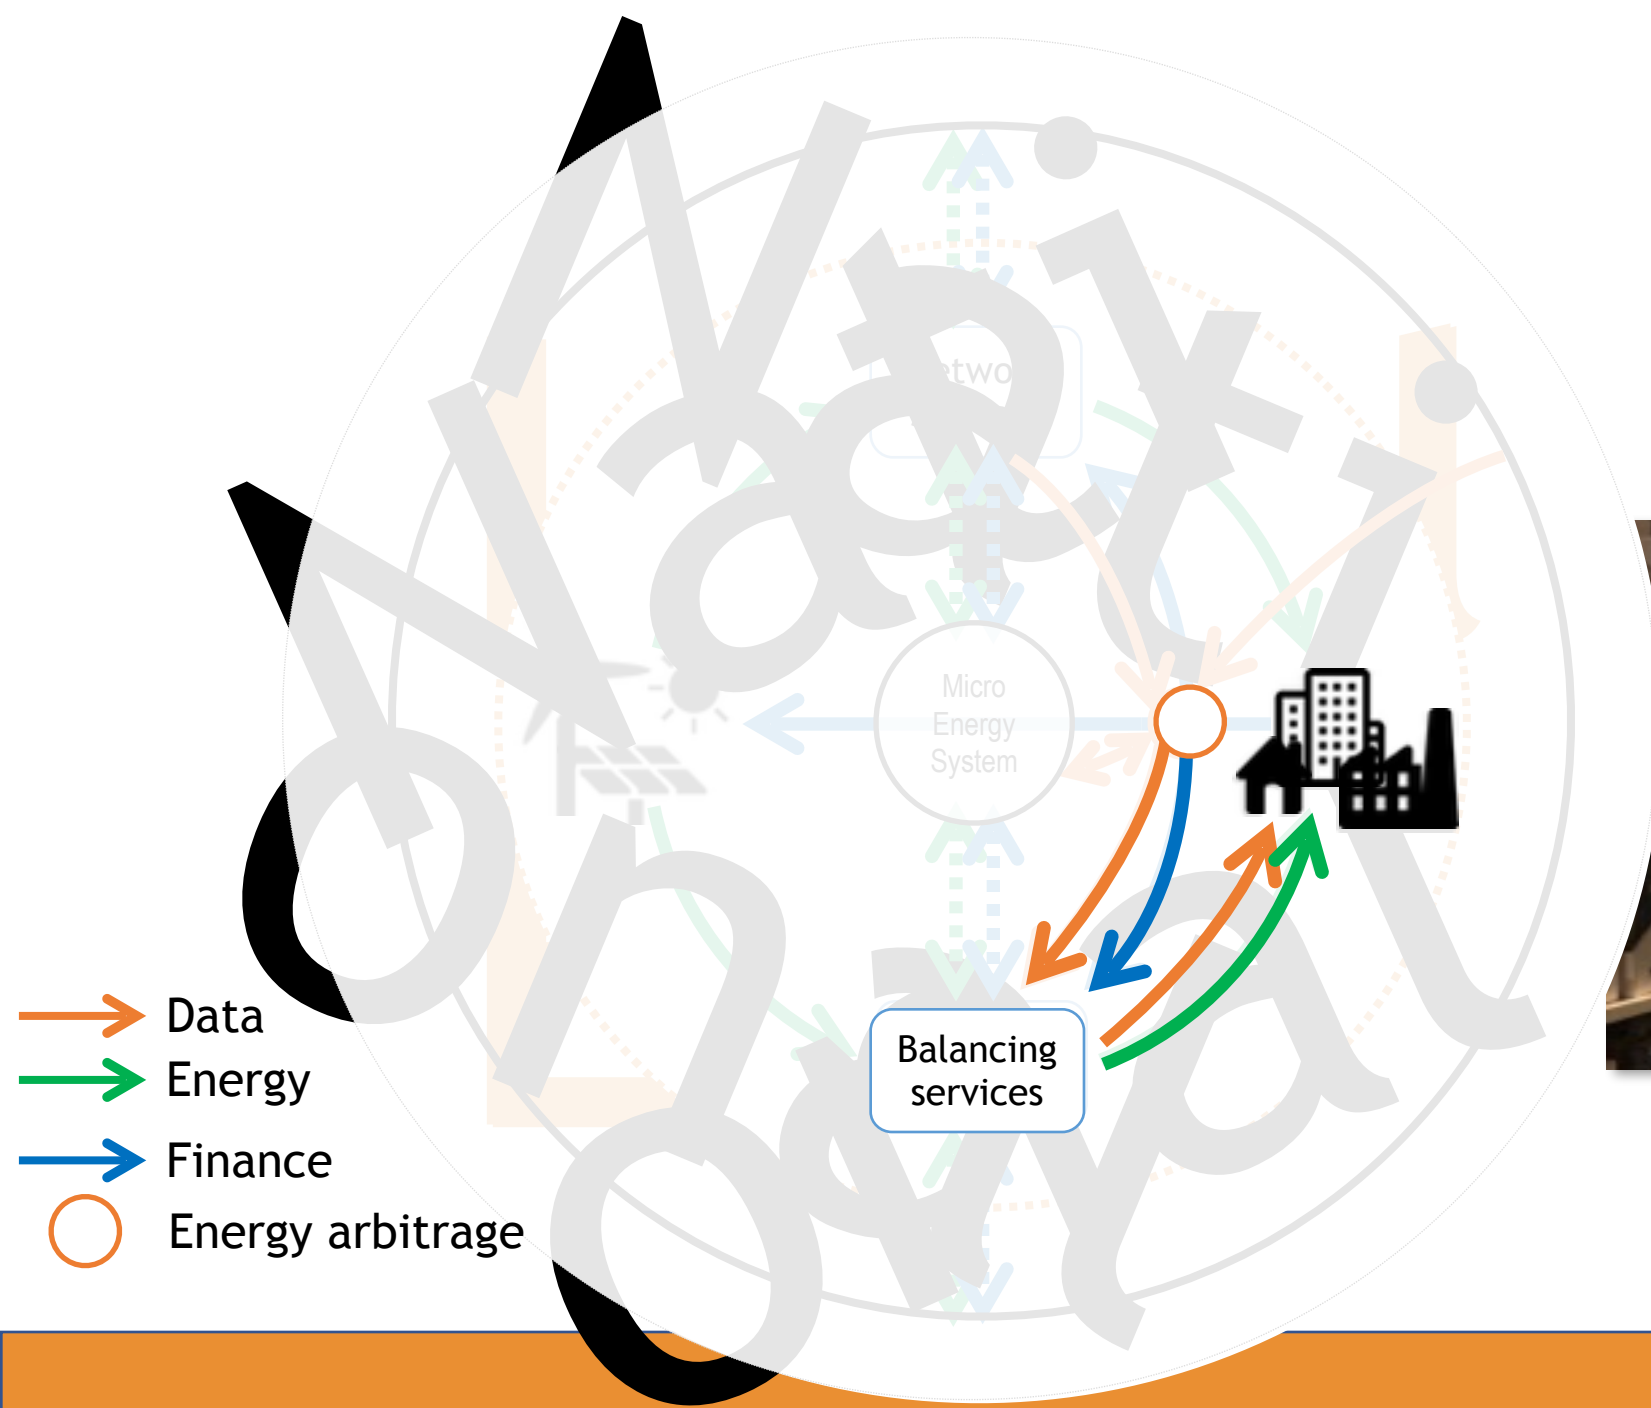 Micro
Energy
System
Balancing
services
Data
Energy
Finance
Energy arbitrage